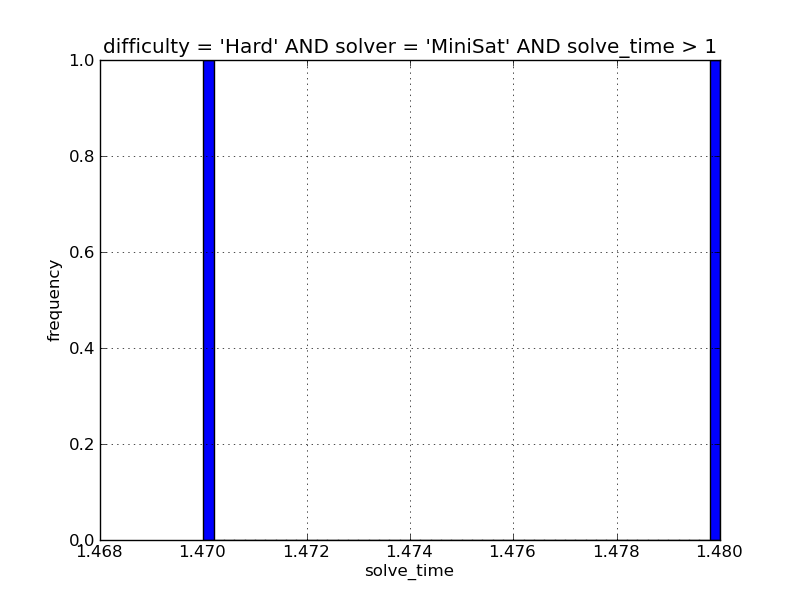 difficulty = 'Hard' AND solver = 'MiniSat' AND solve_time > 1
1.0
0.8
0.6
0.4
0.2
0.0
frequency
1.468 1.470 1.472 1.474 1.476 1.478 1.480
solve_time